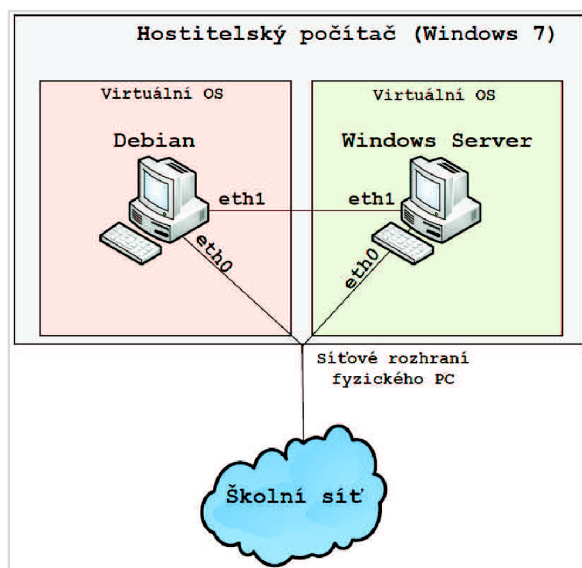 Hostitelský počítač (Windows 7)
Virtuální OS
Debian
Virtuální OS
Windows Server
eth1
eth1
eth0
eth0
Síťové rozhraní
fyzického PC
Školní síť